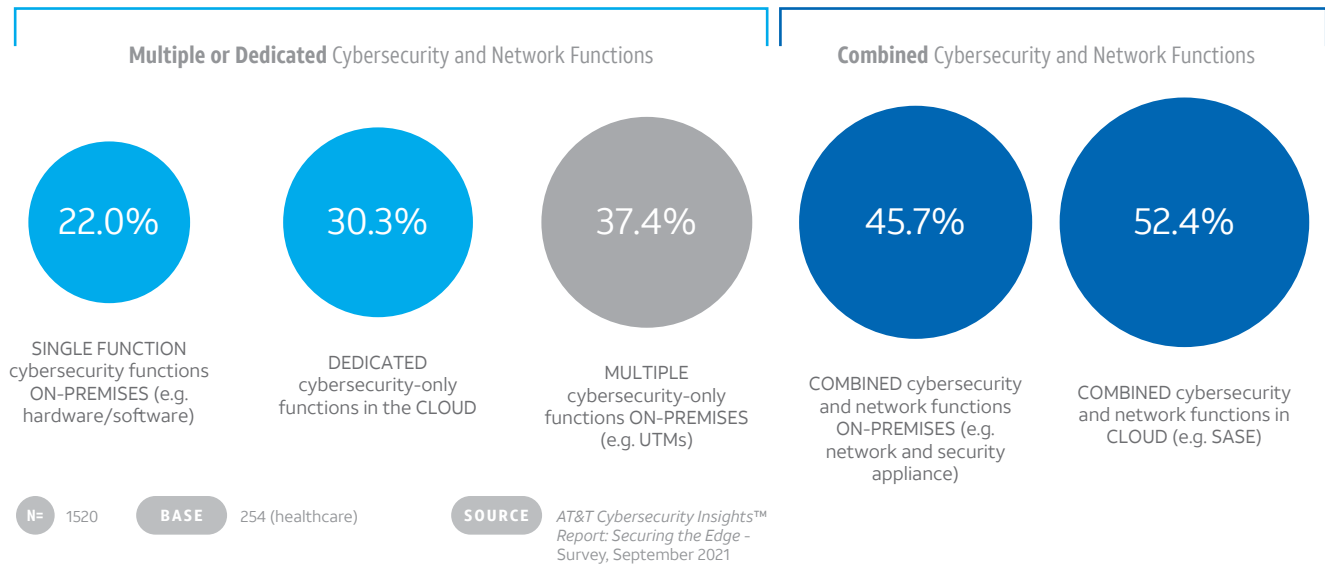 Multiple or Dedicated Cybersecurity and Network Functions
Combined Cybersecurity and Network Functions
22.0%
30.3%
37.4%
45.7%
52.4%
SINGLE FUNCTION
cybersecurity functions
ON-PREMISES (e.g.
hardware/software)
DEDICATED
cybersecurity-only
functions in the CLOUD
MULTIPLE
cybersecurity-only
functions ON-PREMISES
(e.g. UTMs)
COMBINED cybersecurity
and network functions
ON-PREMISES (e.g.
network and security
appliance)
COMBINED cybersecurity
and network functions in
CLOUD (e.g. SASE)
N= 1520
BASE 254 (healthcare)
SOURCE AT&T Cybersecurity Insights™
Report: Securing the Edge -
Survey, September 2021